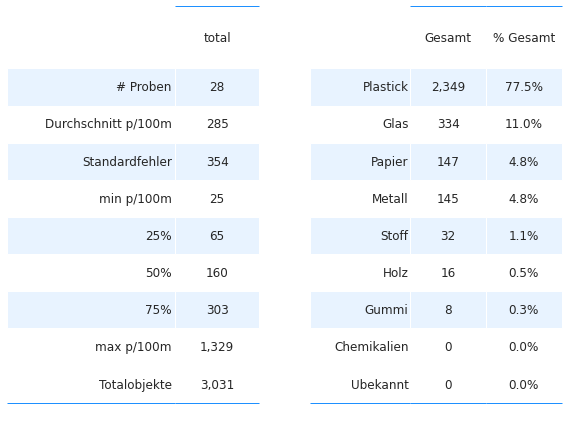 total
# Proben 28
Durchschnitt p/100m 285
Standardfehler 354
min p/100m 25
25% 65
50% 160
75% 303
max p/100m 1,329
Totalobjekte 3,031
Gesamt % Gesamt
Plastick 2,349 77.5%
Glas 334 11.0%
Papier 147 4.8%
Metall 145 4.8%
Stoff 32 1.1%
Holz 16 0.5%
Gummi 8 0.3%
Chemikalien 0 0.0%
Ubekannt 0 0.0%